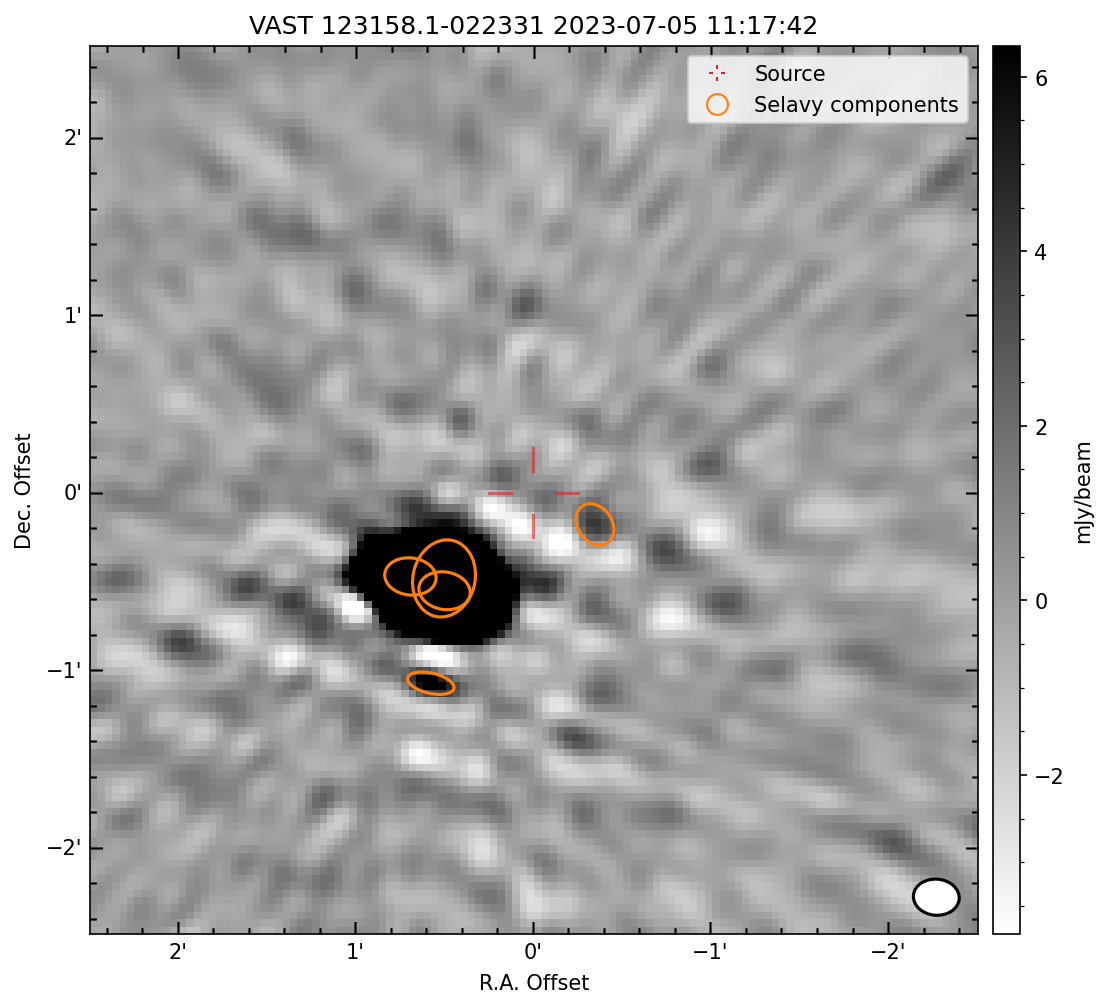 VAST 123158.1-022331 2023-07-05 11:17:42
Source
Selavy components
2'
1'
0'
−1'
−2'
2'
1'
0'
−1'
−2'
R.A. Offset
Dec. Offset
6
4
2
0
−2
mJy/beam